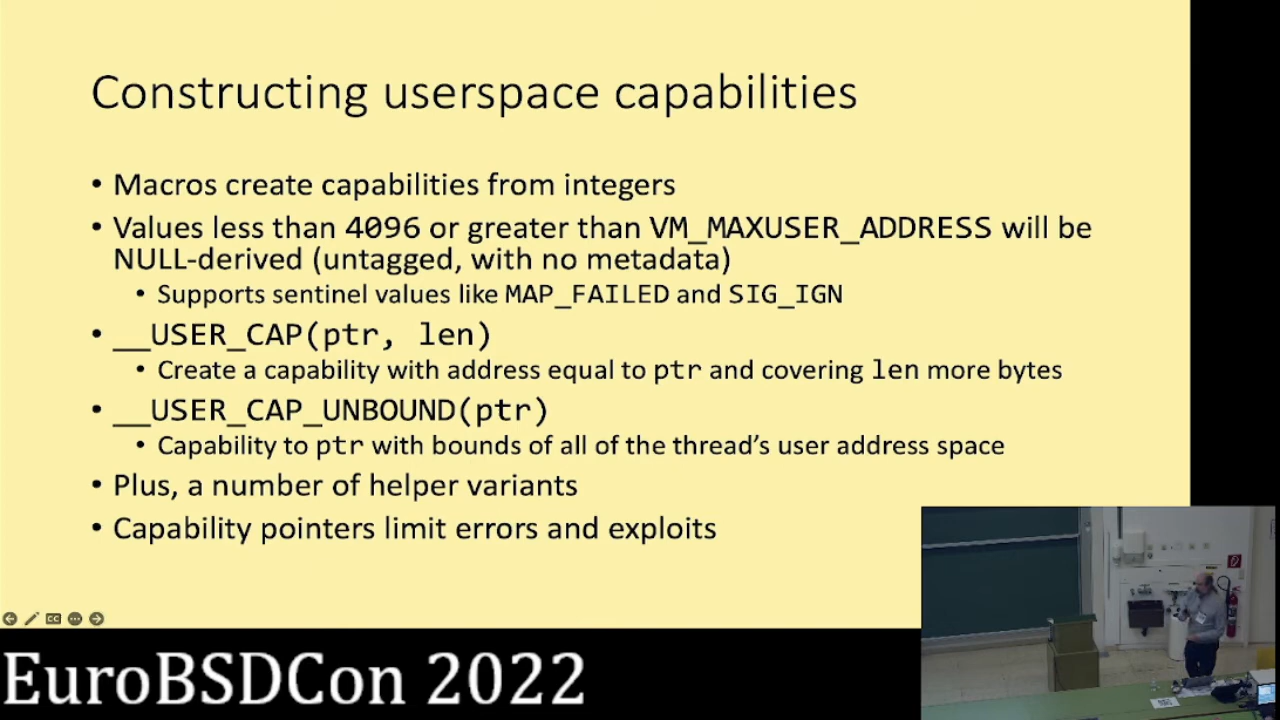 Constructing userspace capabilities
• Macros create capabilities from integers
• Values less than 4096 or greater than VM_MAXUSER_ADDRESS will be
NULL-derived (untagged, with no metadata)
• Supports sentinel values like MAP_FAILED and SIG_IGN
• __USER_CAP(ptr, len)
• Create a capability with address equal to ptr and covering len more bytes
• __USER_CAP_UNBOUND(ptr)
• Capability to ptr with bounds of all of the thread's user address space
• Plus, a number of helper variants
• Capability pointers limit errors and exploits
CC
EuroBSDCon 2022